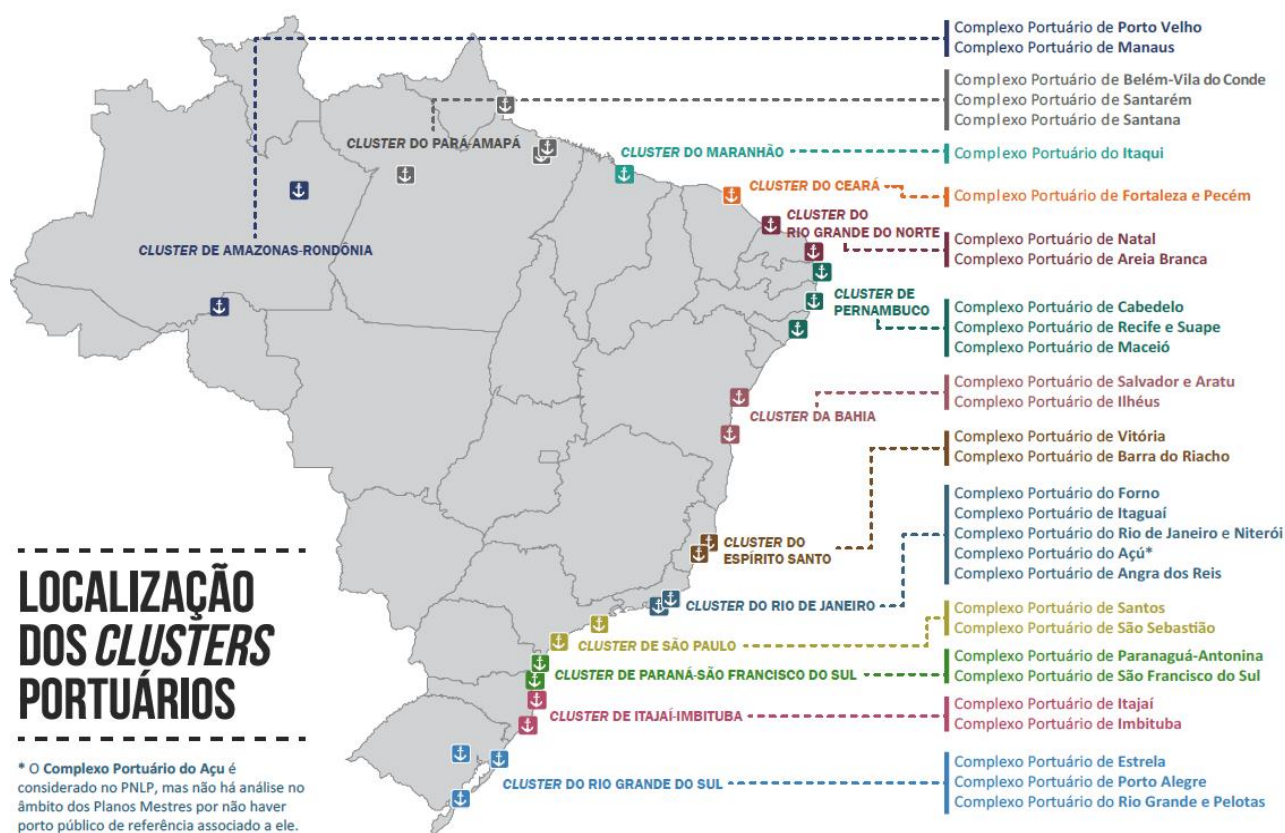 Complexo Portuário de Porto Velho
Complexo Portuário de Manaus
Complexo Portuário de Belém-Vila do Conde
Complexo Portuário de Santarém
Complexo Portuário de Santana
CLUSTER DO PARÁ-AMAPÁ
CLUSTER DO MARANHÃO
Complexo Portuário do Itaqui
CLUSTER DO CEARÁ
Complexo Portuário de Fortaleza e Pecém
CLUSTER DO
RIO GRANDE DO NORTE
Complexo Portuário de Natal
Complexo Portuário de Areia Branca
CLUSTER DE AMAZONAS-RONDÔNIA
CLUSTER DE
PERNAMBUCO
Complexo Portuário de Cabedelo
Complexo Portuário de Recife e Suape
Complexo Portuário de Maceió
Complexo Portuário de Salvador e Aratu
Complexo Portuário de Ilhéus
CLUSTER DA BAHIA
Complexo Portuário de Vitória
Complexo Portuário de Barra do Riacho
CLUSTER DO
ESPÍRITO SANTO
Complexo Portuário do Forno
Complexo Portuário de Itaguaí
Complexo Portuário do Rio de Janeiro e Niterói
Complexo Portuário do Açú*
Complexo Portuário de Angra dos Reis
CLUSTER DO RIO DE JANEIRO
Complexo Portuário de Santos
Complexo Portuário de São Sebastião
CLUSTER DE SÃO PAULO
Complexo Portuário de Paranaguá-Antonina
Complexo Portuário de São Francisco do Sul
CLUSTER DE PARANÁ-SÃO FRANCISCO DO SUL
Complexo Portuário de Itajaí
Complexo Portuário de Imbituba
CLUSTER DE ITAJAÍ-IMBITUBA
Complexo Portuário de Estrela
Complexo Portuário de Porto Alegre
Complexo Portuário do Rio Grande e Pelotas
CLUSTER DO RIO GRANDE DO SUL
LOCALIZAÇÃO
DOS CLUSTERS
PORTUÁRIOS
* O Complexo Portuário do Açu é
considerado no PNLP, mas não há análise no
âmbito dos Planos Mestres por não haver
porto público de referência associado a ele.